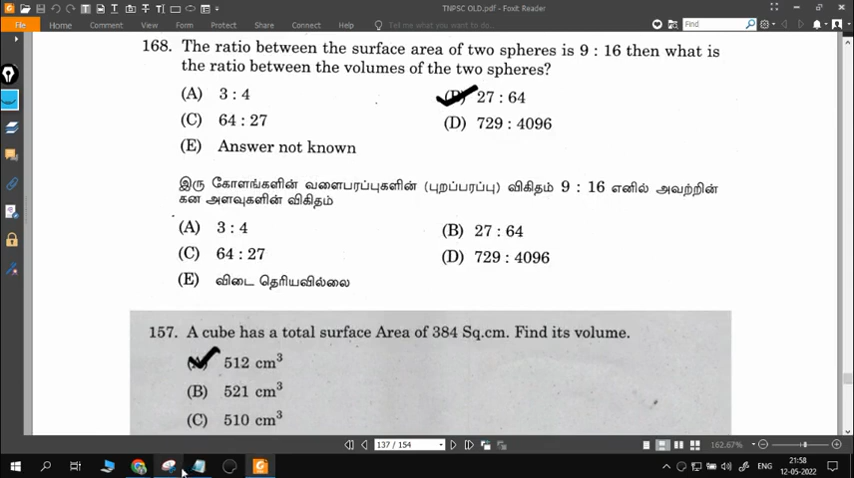 TNPSC OLD.pdf - Foxit Reader
File Home Comment View Form Protect Share Connect Help Tell me what you want to do... Find
168. The ratio between the surface area of two spheres is 9 : 16 then what is
the ratio between the volumes of the two spheres?
(A) 3 : 4 (B) 27 : 64
(C) 64 : 27 (D) 729 : 4096
(E) Answer not known
இரு கோளங்களின் வளைபரப்புகளின் (புறப்பரப்பு) விகிதம் 9 : 16 எனில் அவற்றின்
கன அளவுகளின் விகிதம்
(A) 3 : 4 (B) 27 : 64
(C) 64 : 27 (D) 729 : 4096
(E) விடை தெரியவில்லை
157. A cube has a total surface Area of 384 Sq.cm. Find its volume.
512 cm³
(B) 521 cm³
(C) 510 cm³
137 / 154 162.67%
ENG 21:58
12-05-2022